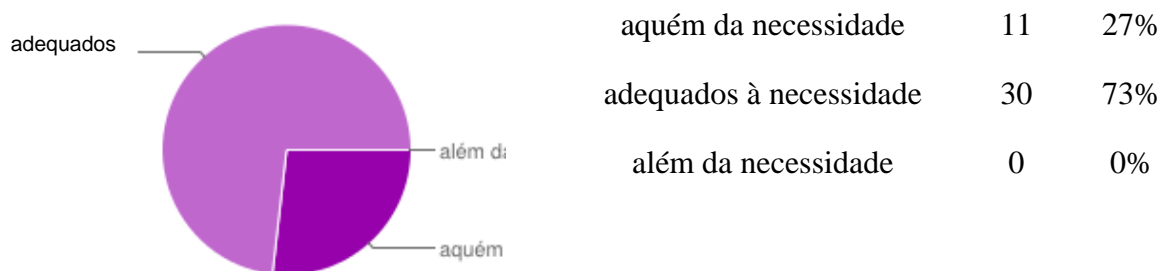 adequados
além da
aquém
aquém da necessidade 11 27%
adequados à necessidade 30 73%
além da necessidade 0 0%